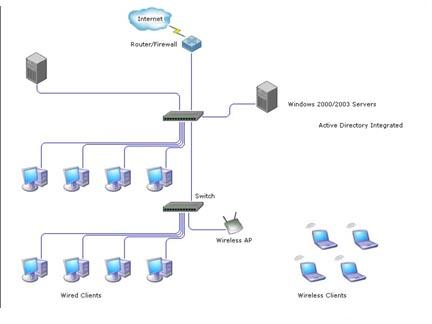 Internet
Router/Firewall
Windows 2000/2003 Servers
Active Directory Integrated
Switch
Wireless AP
Wired Clients
Wireless Clients